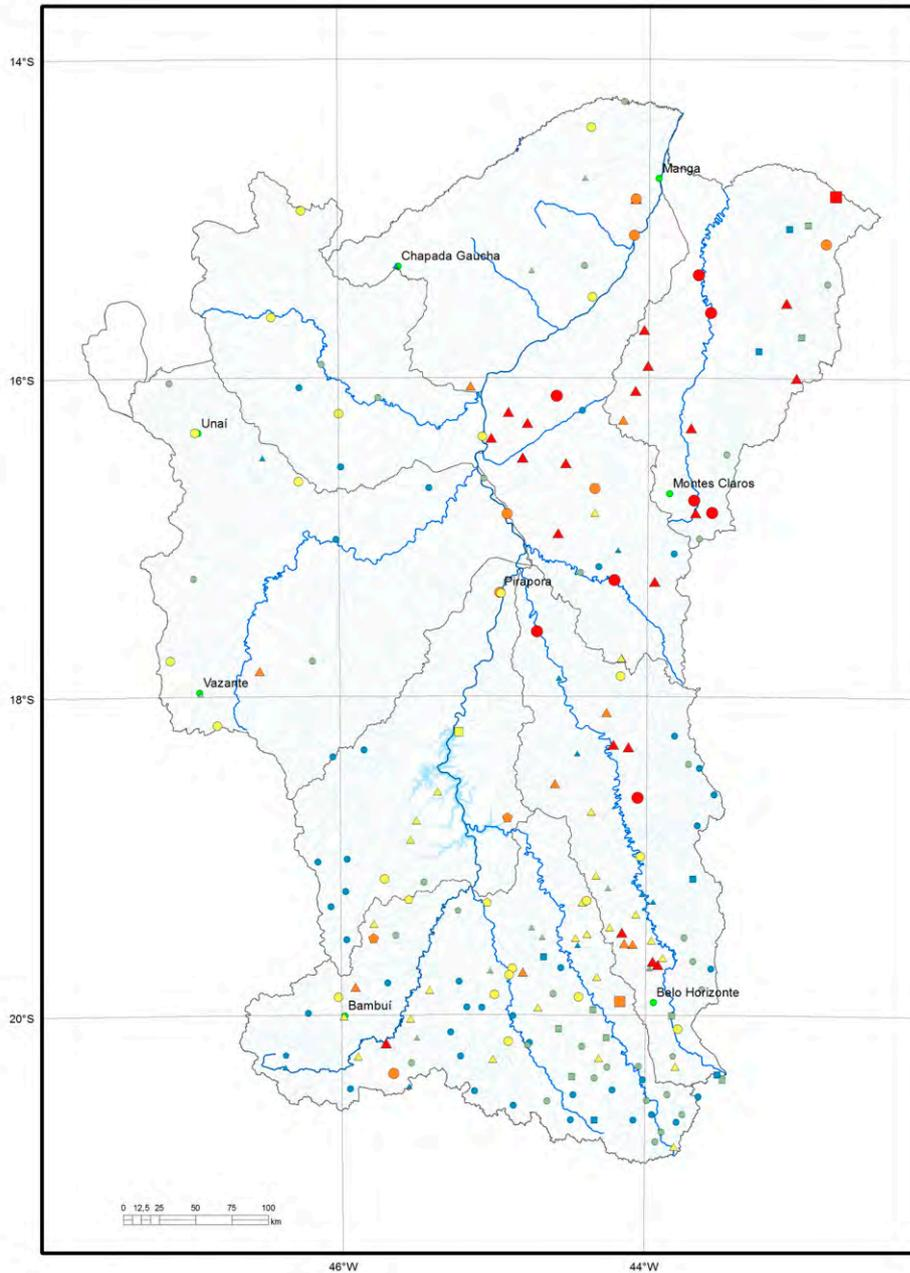 14°S
Manga
Chapada Gaucha
16°S
Unaí
Montes Claros
Pirapora
Vazante
18°S
Belo Horizonte
20°S
Bambuí
0 12,5 25 50 75 100
km
46°W 44°W